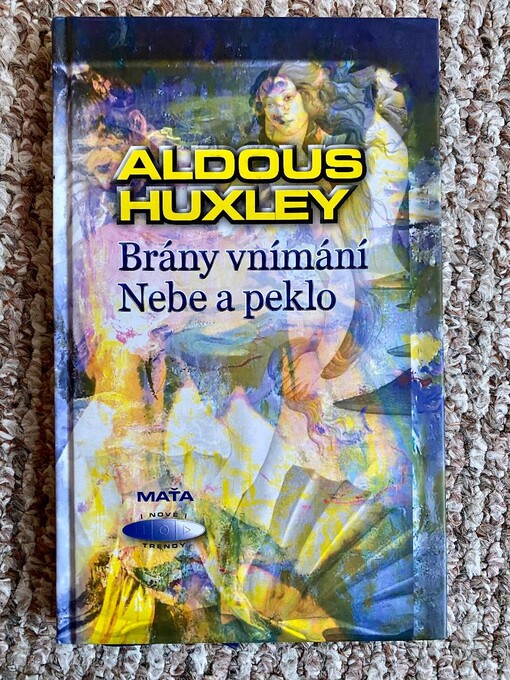 ALDOUS
HUXLEY
Brány vnímání
Nebe a peklo
MAŤA
NOVÉ
TRENDY